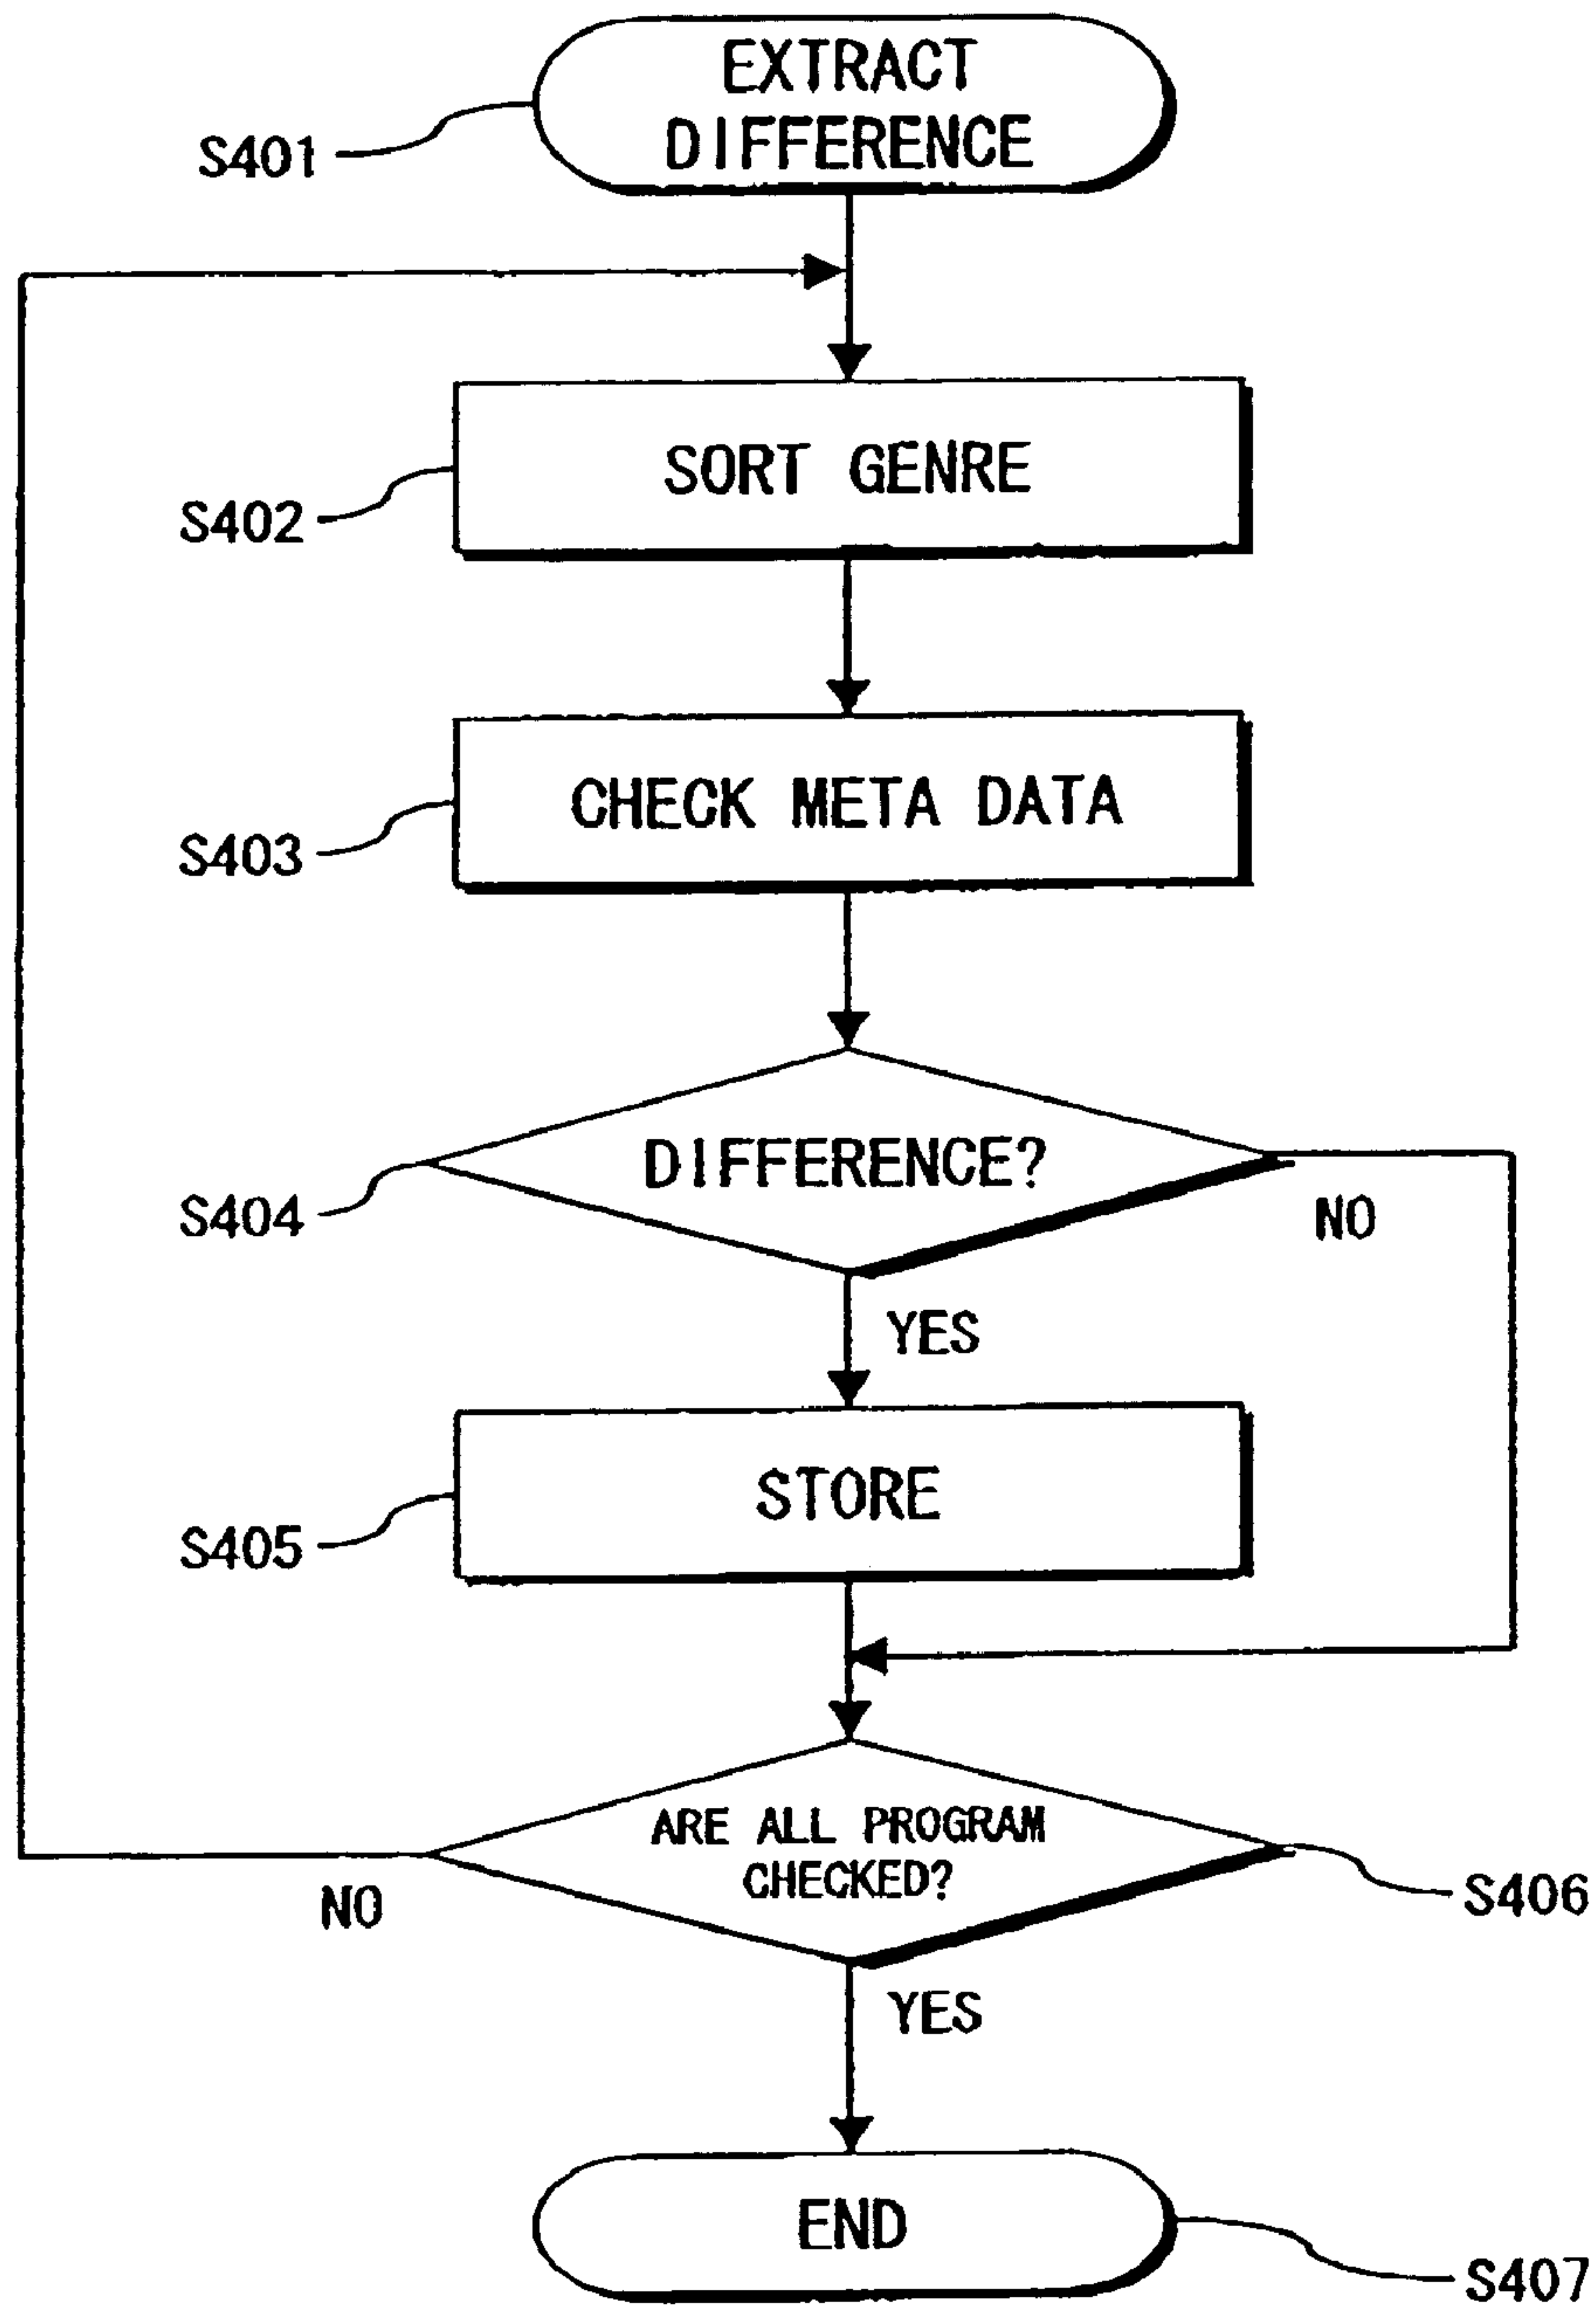 EXTRACT
DIFFERENCE
S401
SORT GENRE
S402
CHECK META DATA
S403
DIFFERENCE?
S404
NO
YES
STORE
S405
ARE ALL PROGRAM
CHECKED?
S406
NO
YES
END
S407